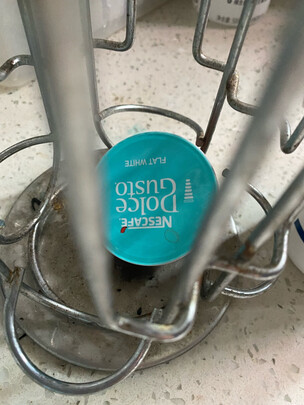 NESCAFÉ
Dolce
Gusto
FLAT WHITE